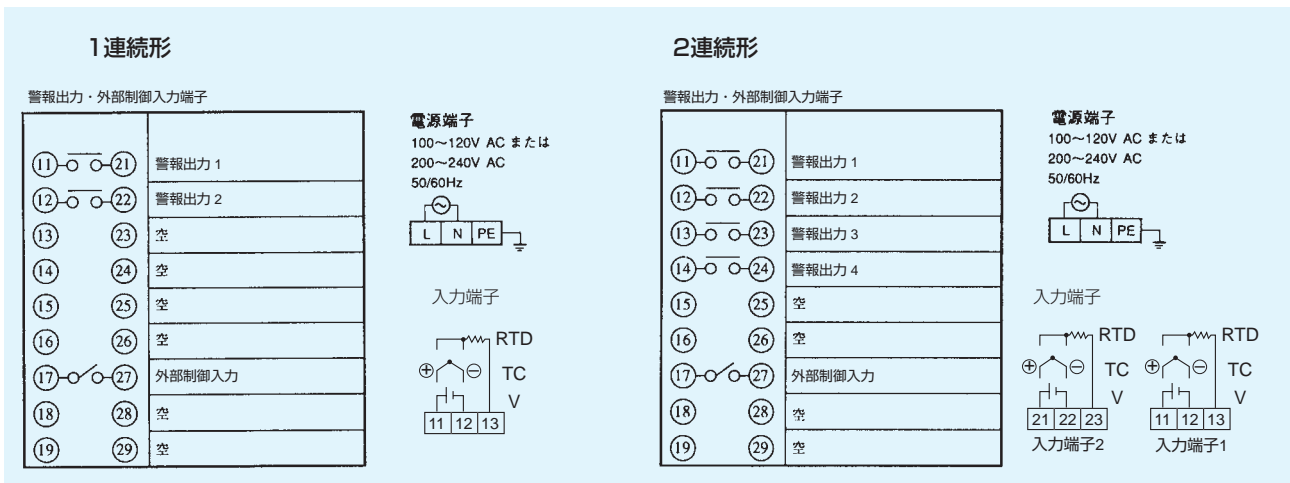 1連続形
警報出力・外部制御入力端子
11 21 警報出力 1
12 22 警報出力 2
13 23 空
14 24 空
15 25 空
16 26 空
17 27 外部制御入力
18 28 空
19 29 空
電源端子
100～120V AC または
200～240V AC
50/60Hz
L N PE
入力端子
RTD
⊕ ⊖ TC
V
11 12 13
2連続形
警報出力・外部制御入力端子
11 21 警報出力 1
12 22 警報出力 2
13 23 警報出力 3
14 24 警報出力 4
15 25 空
16 26 空
17 27 外部制御入力
18 28 空
19 29 空
電源端子
100～120V AC または
200～240V AC
50/60Hz
L N PE
入力端子
RTD
⊕ ⊖ TC
V
21 22 23
入力端子2
RTD
⊕ ⊖ TC
V
11 12 13
入力端子1